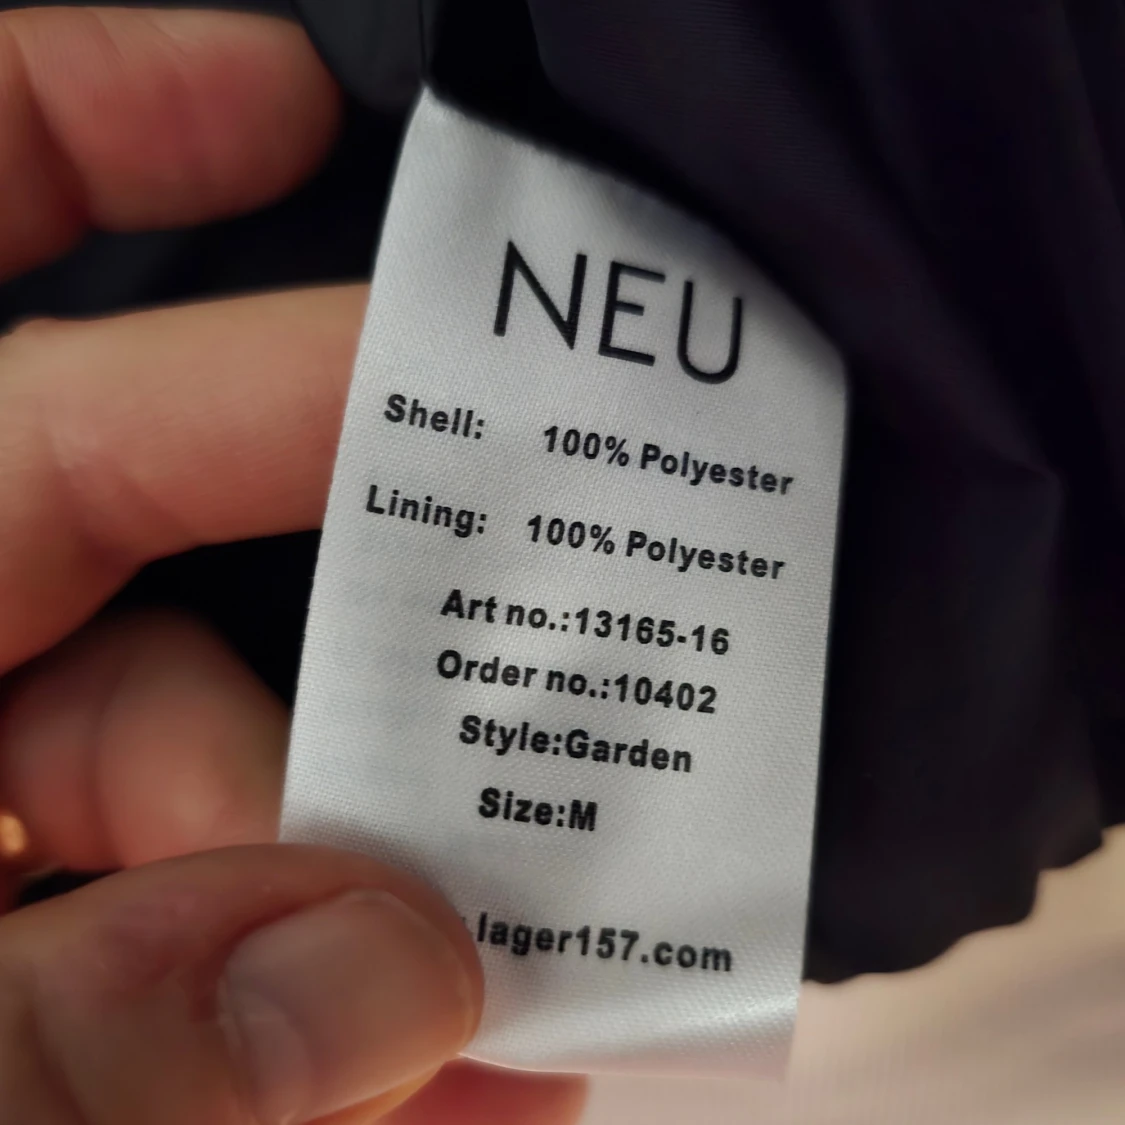 NEU
Shell: 100% Polyester
Lining: 100% Polyester
Art no.:13165-16
Order no.:10402
Style:Garden
Size:M
lager157.com